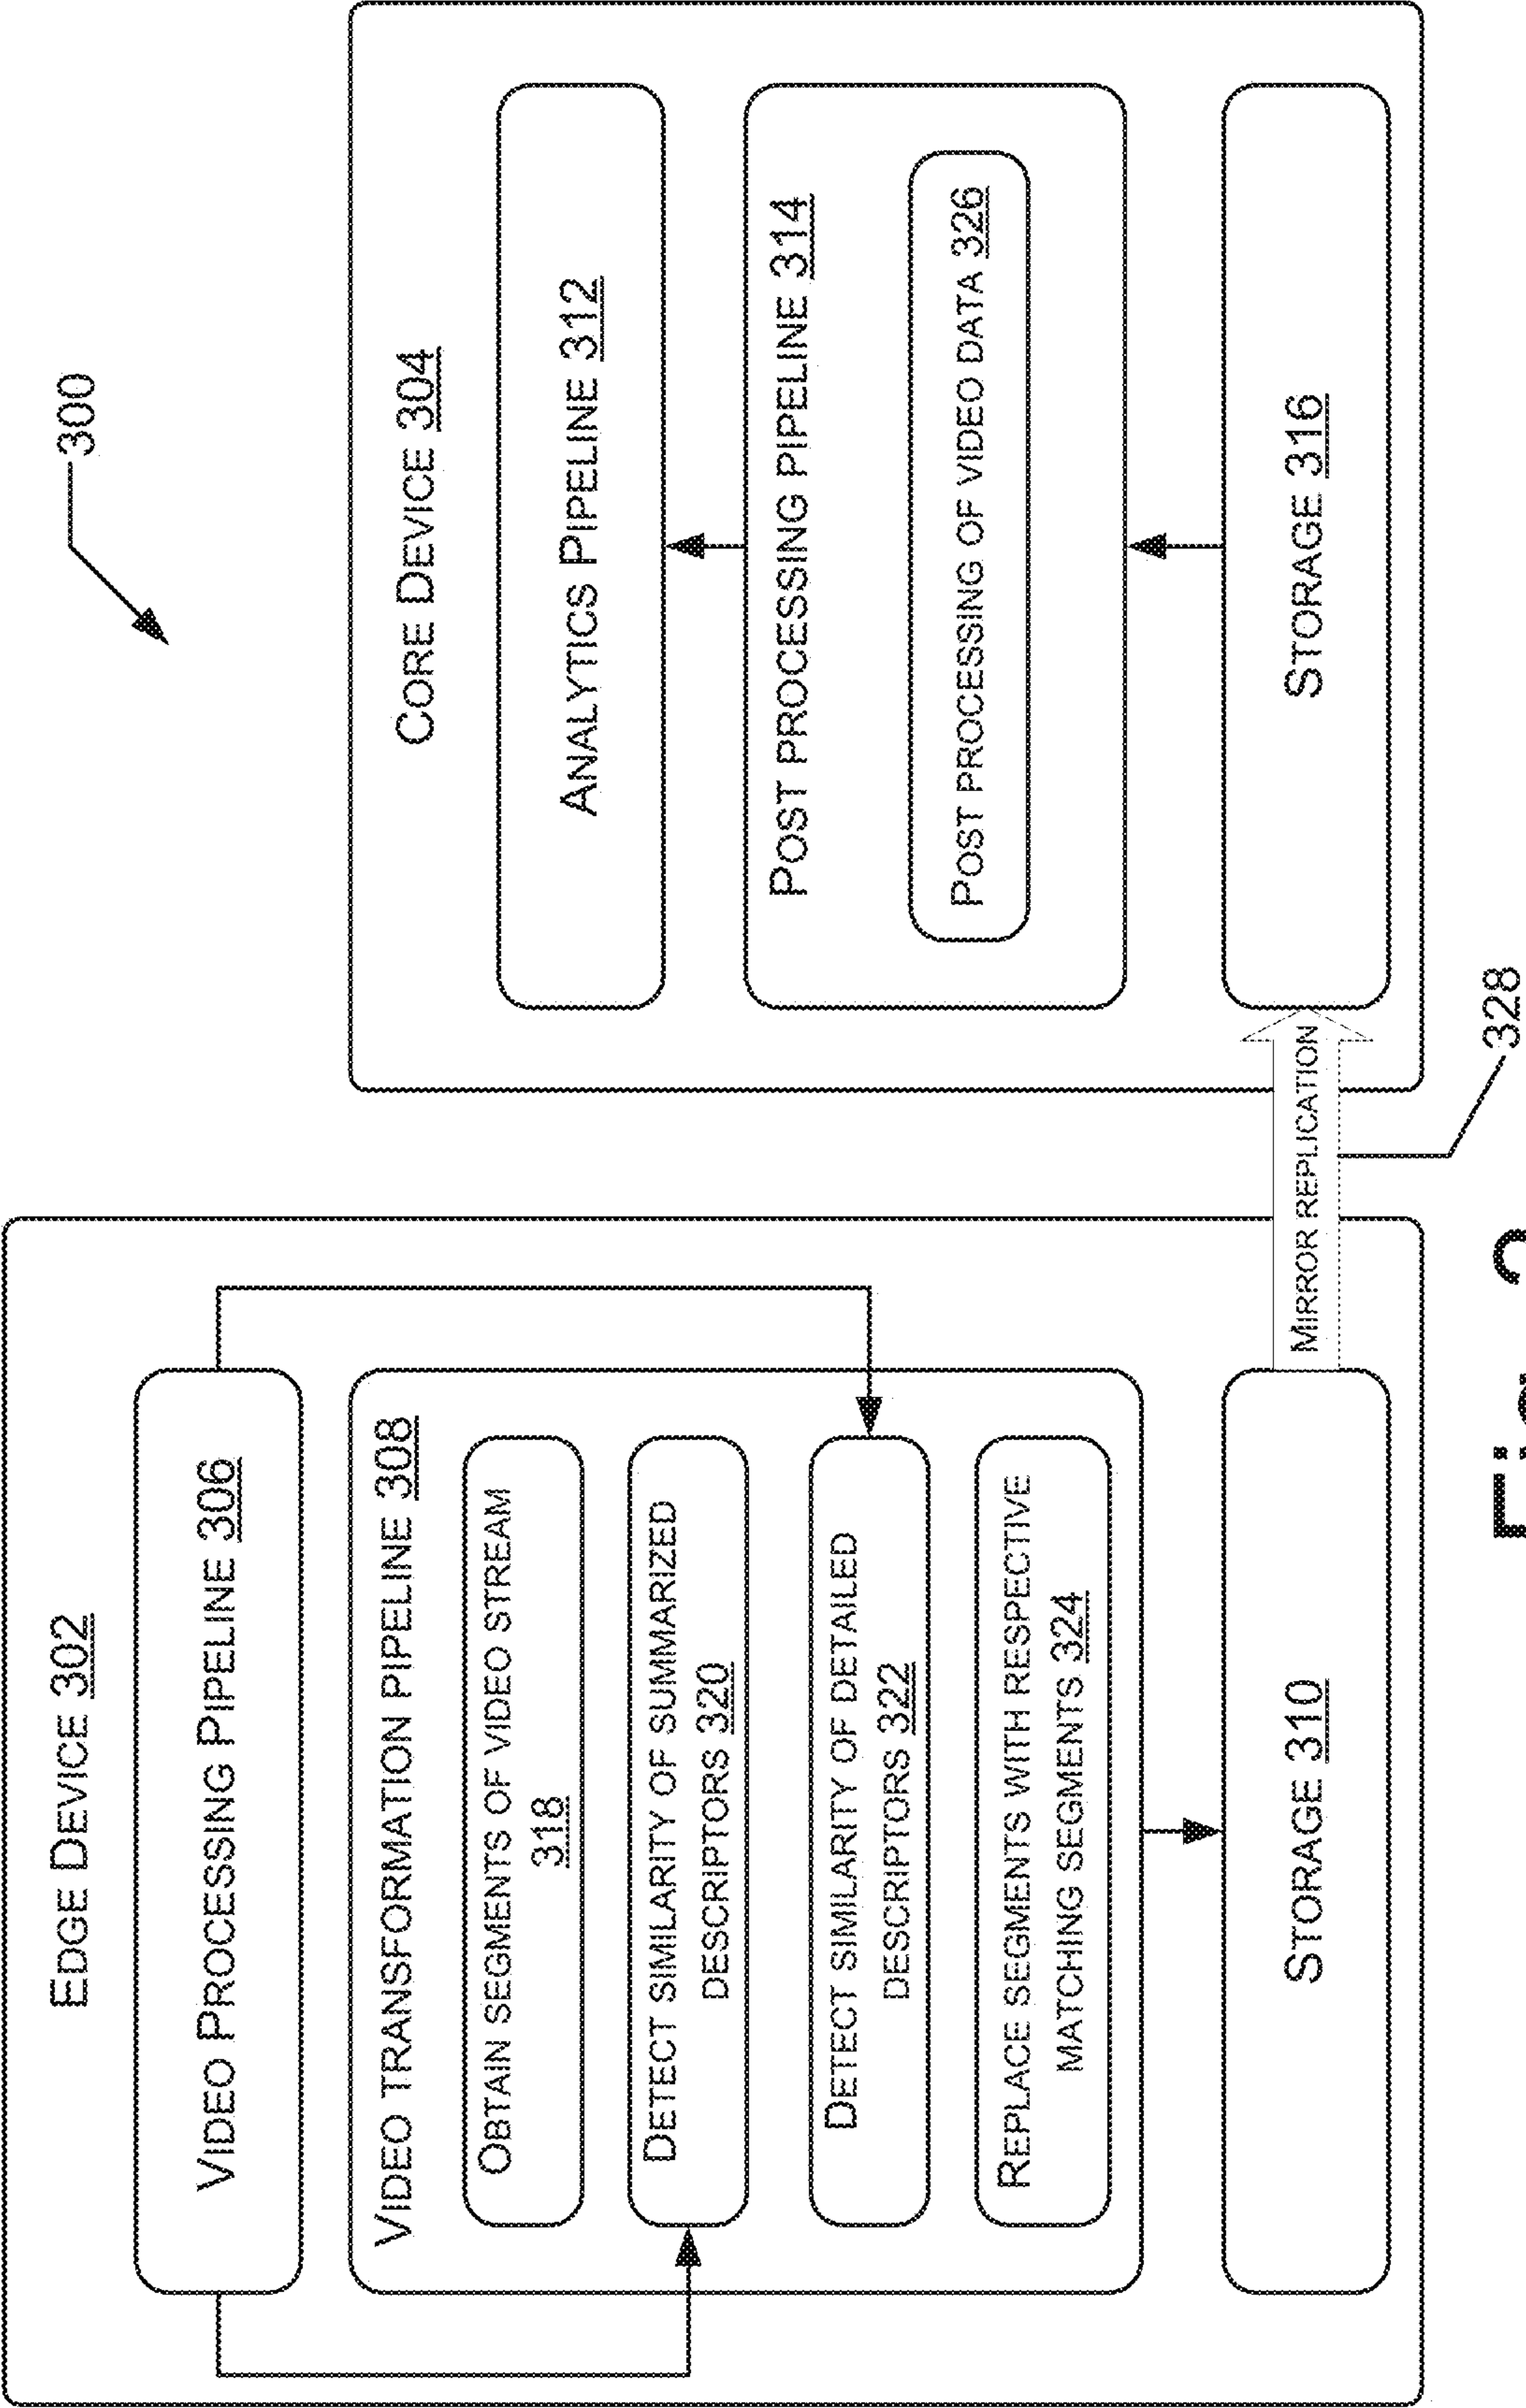 300
EDGE DEVICE 302
VIDEO PROCESSING PIPELINE 306
VIDEO TRANSFORMATION PIPELINE 308
OBTAIN SEGMENTS OF VIDEO STREAM
318
DETECT SIMILARITY OF SUMMARIZED
DESCRIPTORS 320
DETECT SIMILARITY OF DETAILED
DESCRIPTORS 322
REPLACE SEGMENTS WITH RESPECTIVE
MATCHING SEGMENTS 324
STORAGE 310
MIRROR REPLICATION
328
CORE DEVICE 304
ANALYTICS PIPELINE 312
POST PROCESSING PIPELINE 314
POST PROCESSING OF VIDEO DATA 326
STORAGE 316